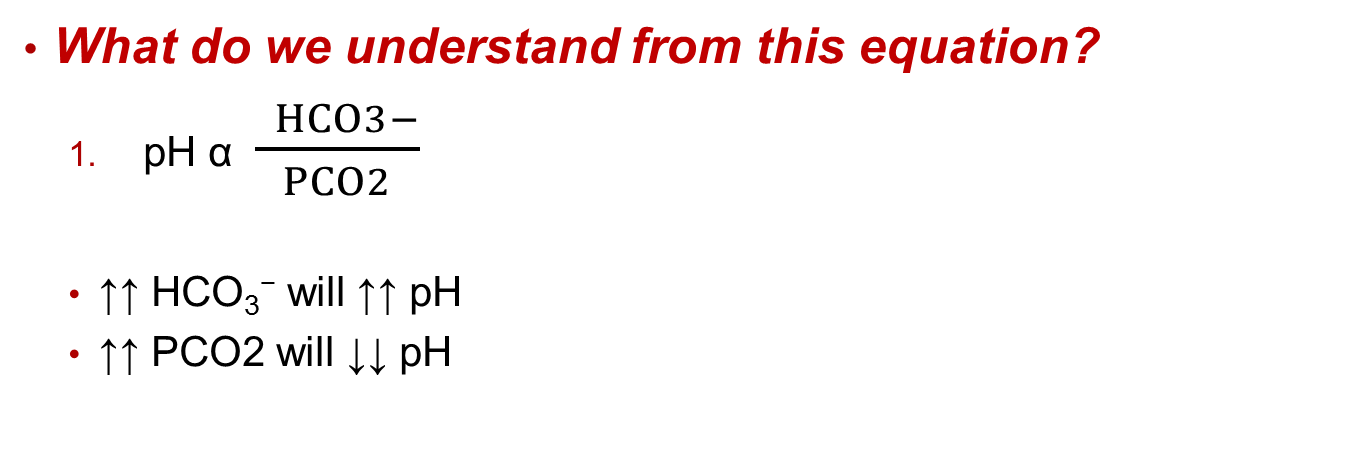 • What do we understand from this equation?
HCO3−
1. pH α
PCO2
• ↑↑ HCO₃⁻ will ↑↑ pH
• ↑↑ PCO2 will ↓↓ pH